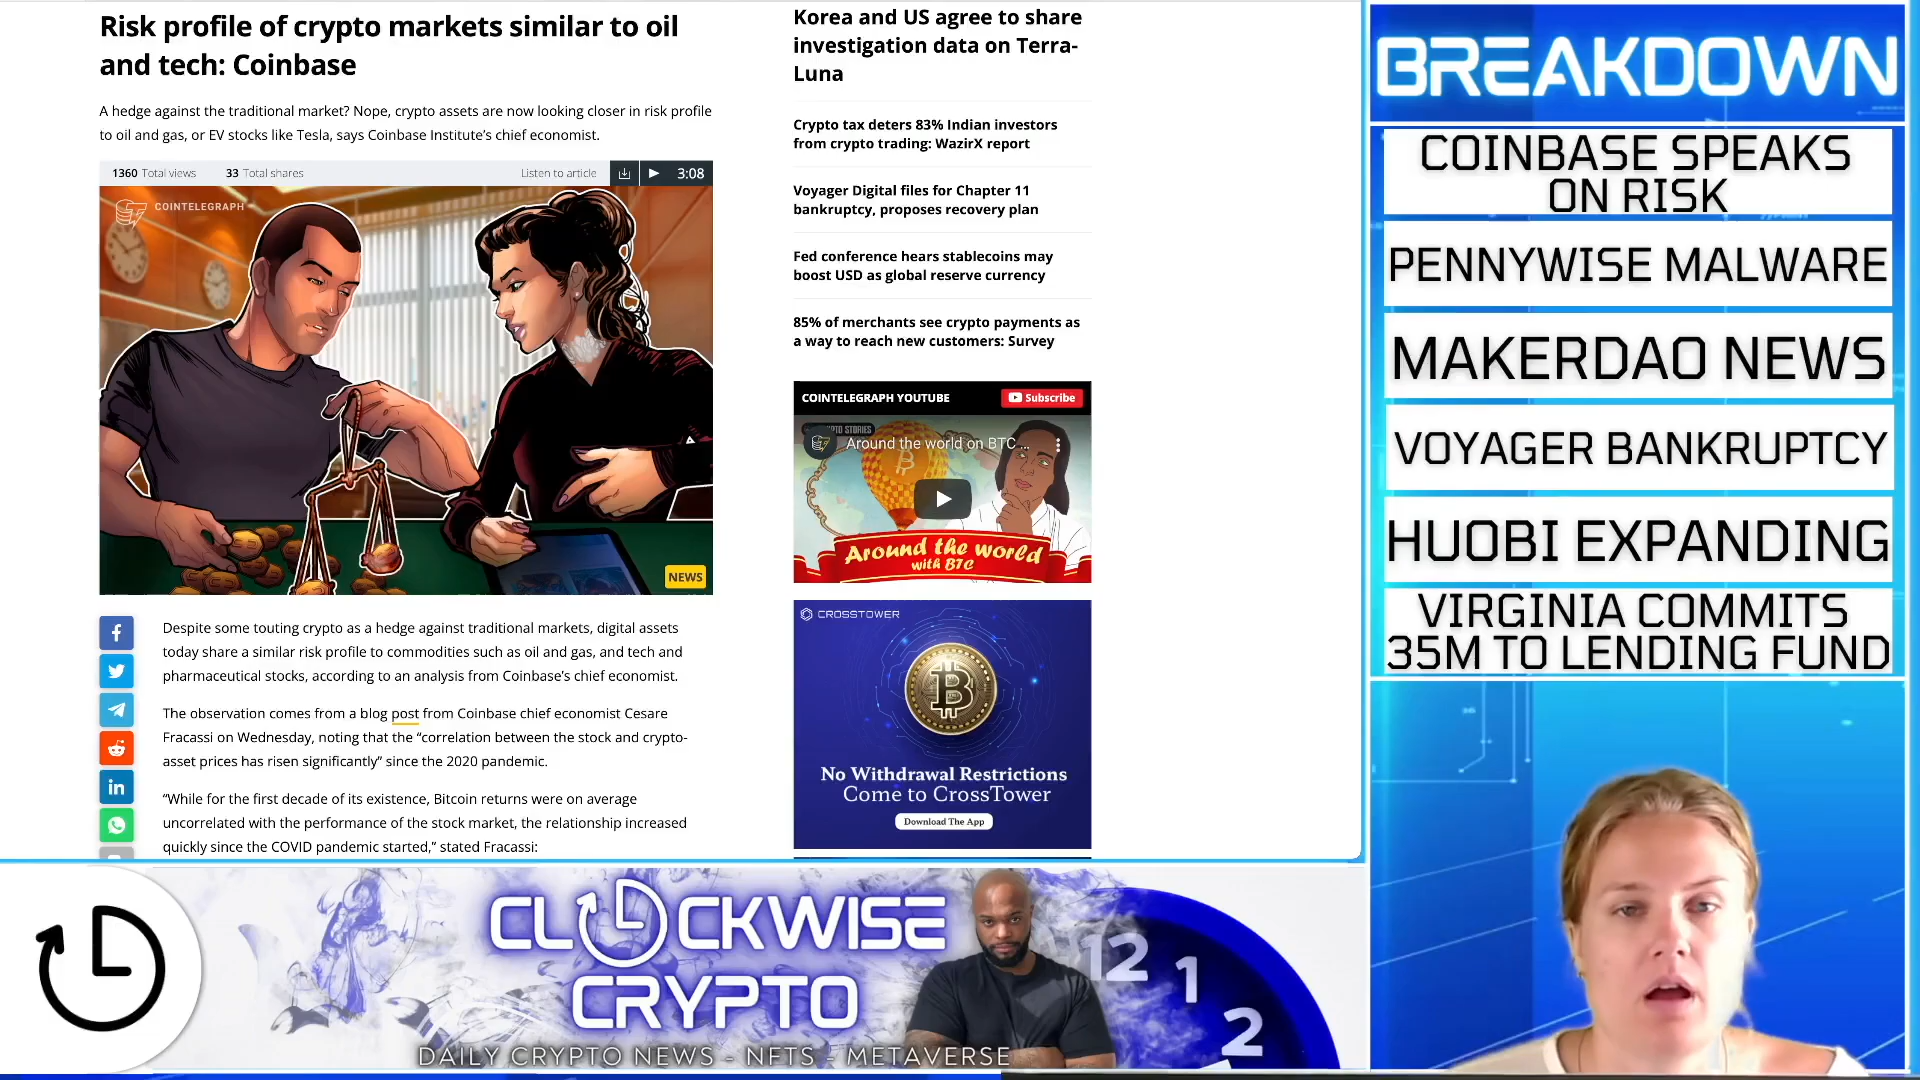 Risk profile of crypto markets similar to oil
and tech: Coinbase
A hedge against the traditional market? Nope, crypto assets are now looking closer in risk profile
to oil and gas, or EV stocks like Tesla, says Coinbase Institute's chief economist.
1360 Total views 33 Total shares Listen to article 3:08
COINTELEGRAPH
NEWS
Despite some touting crypto as a hedge against traditional markets, digital assets
today share a similar risk profile to commodities such as oil and gas, and tech and
pharmaceutical stocks, according to an analysis from Coinbase's chief economist.
The observation comes from a blog post from Coinbase chief economist Cesare
Fracassi on Wednesday, noting that the “correlation between the stock and crypto-
asset prices has risen significantly” since the 2020 pandemic.
“While for the first decade of its existence, Bitcoin returns were on average
uncorrelated with the performance of the stock market, the relationship increased
quickly since the COVID pandemic started,” stated Fracassi:
Korea and US agree to share
investigation data on Terra-
Luna
Crypto tax deters 83% Indian investors
from crypto trading: WazirX report
Voyager Digital files for Chapter 11
bankruptcy, proposes recovery plan
Fed conference hears stablecoins may
boost USD as global reserve currency
85% of merchants see crypto payments as
a way to reach new customers: Survey
COINTELEGRAPH YOUTUBE Subscribe
Around the world on BTC ...
Around the world
with BTC
CROSSTOWER
No Withdrawal Restrictions
Come to CrossTower
Download The App
BREAKDOWN
COINBASE SPEAKS
ON RISK
PENNYWISE MALWARE
MAKERDAO NEWS
VOYAGER BANKRUPTCY
HUOBI EXPANDING
VIRGINIA COMMITS
35M TO LENDING FUND
CLOCKWISE
CRYPTO
DAILY CRYPTO NEWS - NFTS - METAVERSE
12
1
2